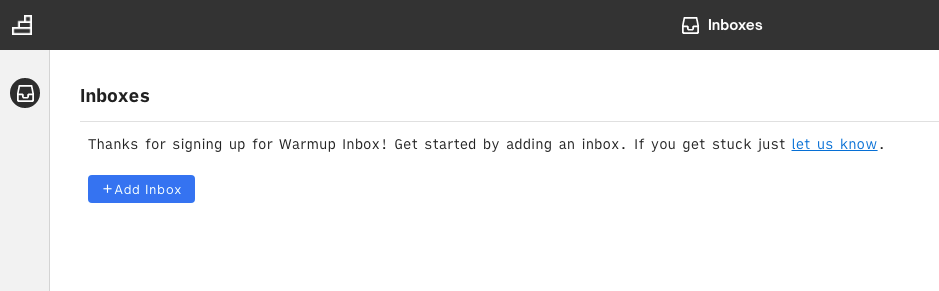 Inboxes
Inboxes
Thanks for signing up for Warmup Inbox! Get started by adding an inbox. If you get stuck just let us know.
+Add Inbox